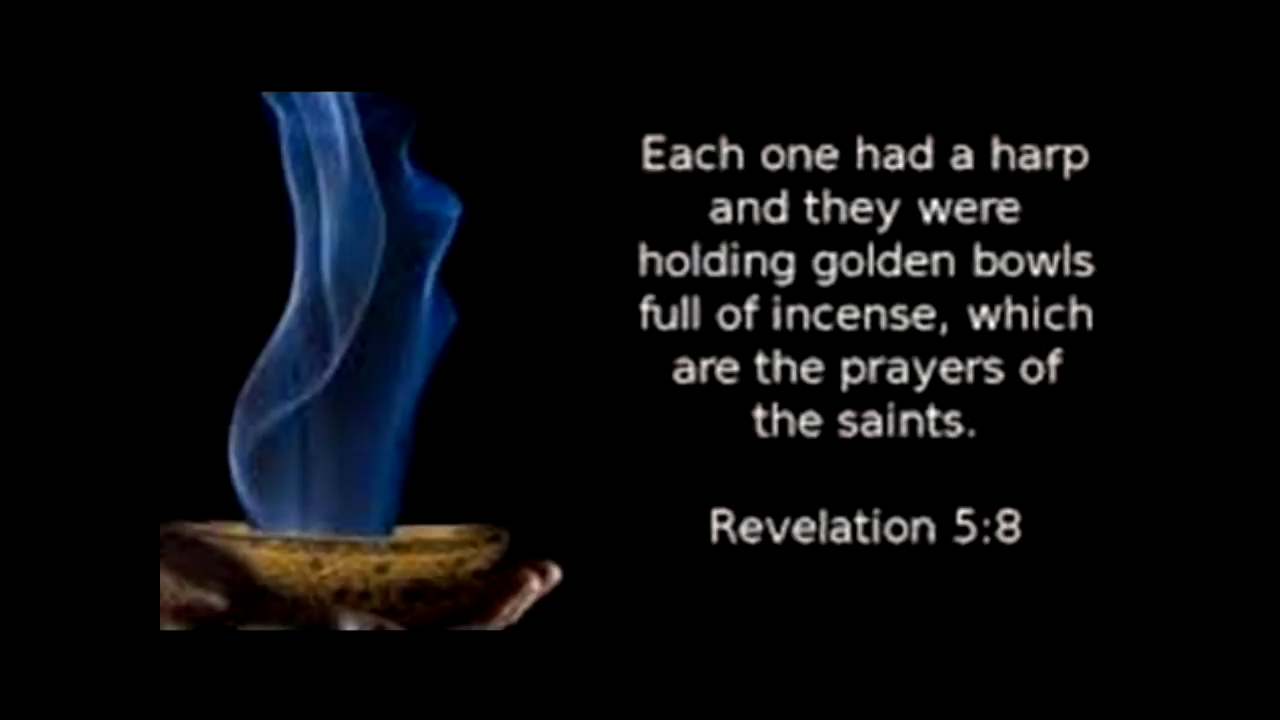 Each one had a harp
and they were
holding golden bowls
full of incense, which
are the prayers of
the saints.
Revelation 5:8